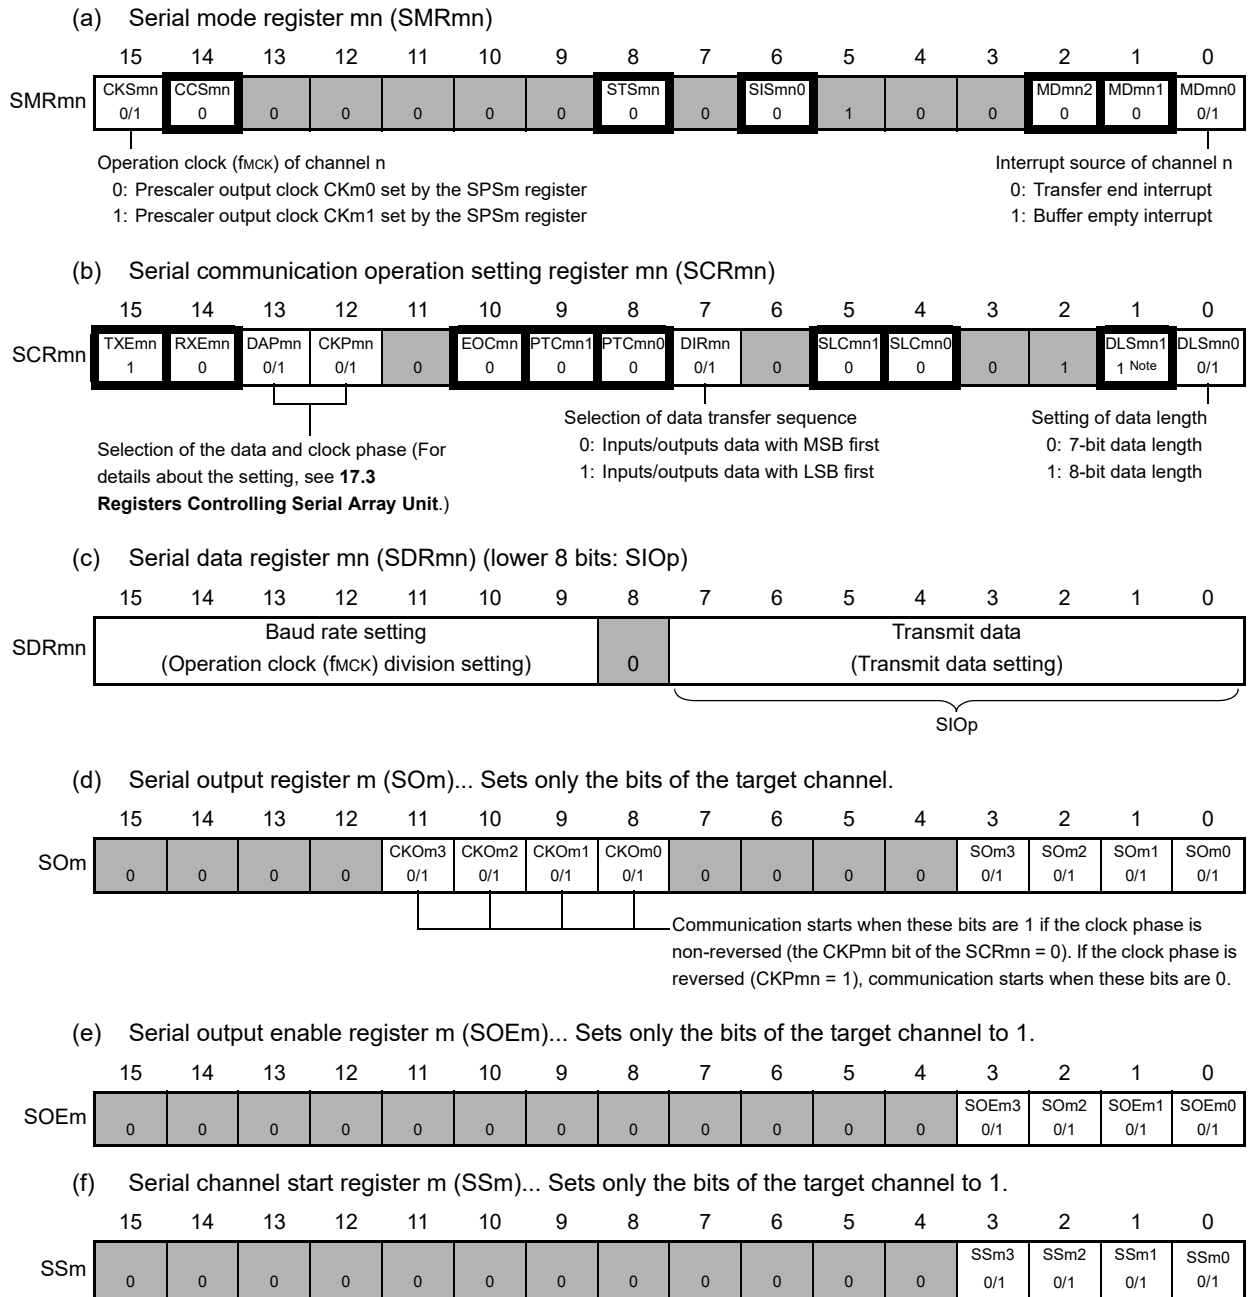 (a) Serial mode register mn (SMRmn)
15 14 13 12 11 10 9 8 7 6 5 4 3 2 1 0
SMRmn
CKSmn CCSmn STSmn SISmn0 MDmn2 MDmn1 MDmn0
0/1 0 0 0 0 0 0 0 0 0 1 0 0 0 0 0/1
Operation clock (fMCK) of channel n
0: Prescaler output clock CKm0 set by the SPSm register
1: Prescaler output clock CKm1 set by the SPSm register
Interrupt source of channel n
0: Transfer end interrupt
1: Buffer empty interrupt
(b) Serial communication operation setting register mn (SCRmn)
15 14 13 12 11 10 9 8 7 6 5 4 3 2 1 0
SCRmn
TXEmn RXEmn DAPmn CKPmn EOCmn PTCmn1 PTCmn0 DIRmn SLCmn1 SLCmn0 DLSmn1 DLSmn0
1 0 0/1 0/1 0 0 0 0 0/1 0 0 0 0 1 1 Note 0/1
Selection of the data and clock phase (For
details about the setting, see 17.3
Registers Controlling Serial Array Unit.)
Selection of data transfer sequence
0: Inputs/outputs data with MSB first
1: Inputs/outputs data with LSB first
Setting of data length
0: 7-bit data length
1: 8-bit data length
(c) Serial data register mn (SDRmn) (lower 8 bits: SIOp)
15 14 13 12 11 10 9 8 7 6 5 4 3 2 1 0
SDRmn
Baud rate setting
(Operation clock (fMCK) division setting)
0
Transmit data
(Transmit data setting)
SIOp
(d) Serial output register m (SOm)... Sets only the bits of the target channel.
15 14 13 12 11 10 9 8 7 6 5 4 3 2 1 0
SOm
CKOm3 CKOm2 CKOm1 CKOm0 SOm3 SOm2 SOm1 SOm0
0 0 0 0 0/1 0/1 0/1 0/1 0 0 0 0 0/1 0/1 0/1 0/1
Communication starts when these bits are 1 if the clock phase is
non-reversed (the CKPmn bit of the SCRmn = 0). If the clock phase is
reversed (CKPmn = 1), communication starts when these bits are 0.
(e) Serial output enable register m (SOEm)... Sets only the bits of the target channel to 1.
15 14 13 12 11 10 9 8 7 6 5 4 3 2 1 0
SOEm
SOEm3 SOm2 SOEm1 SOEm0
0 0 0 0 0 0 0 0 0 0 0 0 0/1 0/1 0/1 0/1
(f) Serial channel start register m (SSm)... Sets only the bits of the target channel to 1.
15 14 13 12 11 10 9 8 7 6 5 4 3 2 1 0
SSm
SSm3 SSm2 SSm1 SSm0
0 0 0 0 0 0 0 0 0 0 0 0 0/1 0/1 0/1 0/1